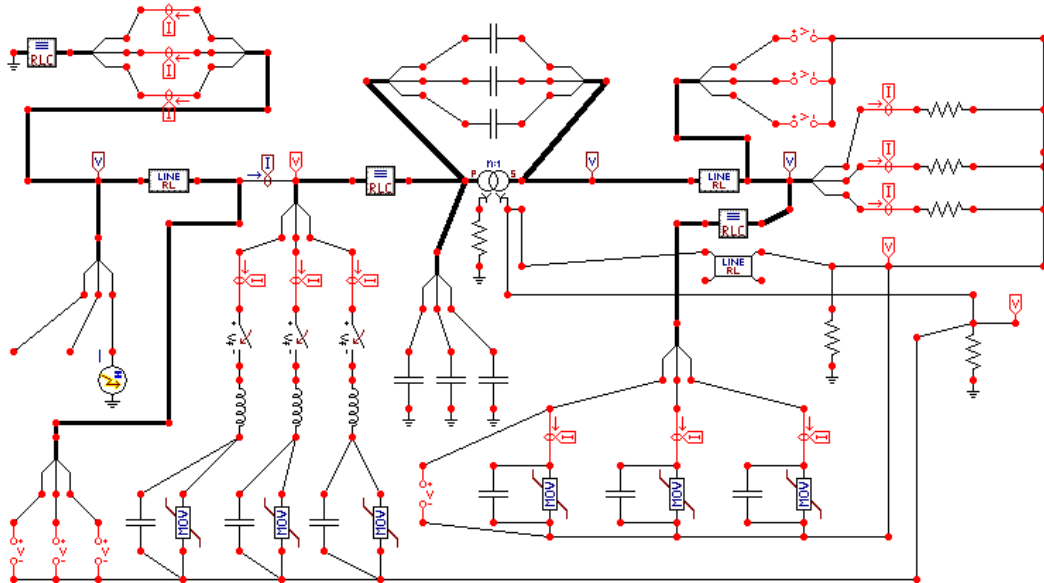 I
RLC
I
I
+ V -
+ V -
+ V -
n:1
P S
V
LINE
RL
I
V
RLC
V
LINE
RL
V
I
I
I
RLC
LINE
RL
V
I
I
I
V
I
I
I
I
MOV
MOV
MOV
+ V -
MOV
MOV
MOV
+ V -
+ V -
+ V -